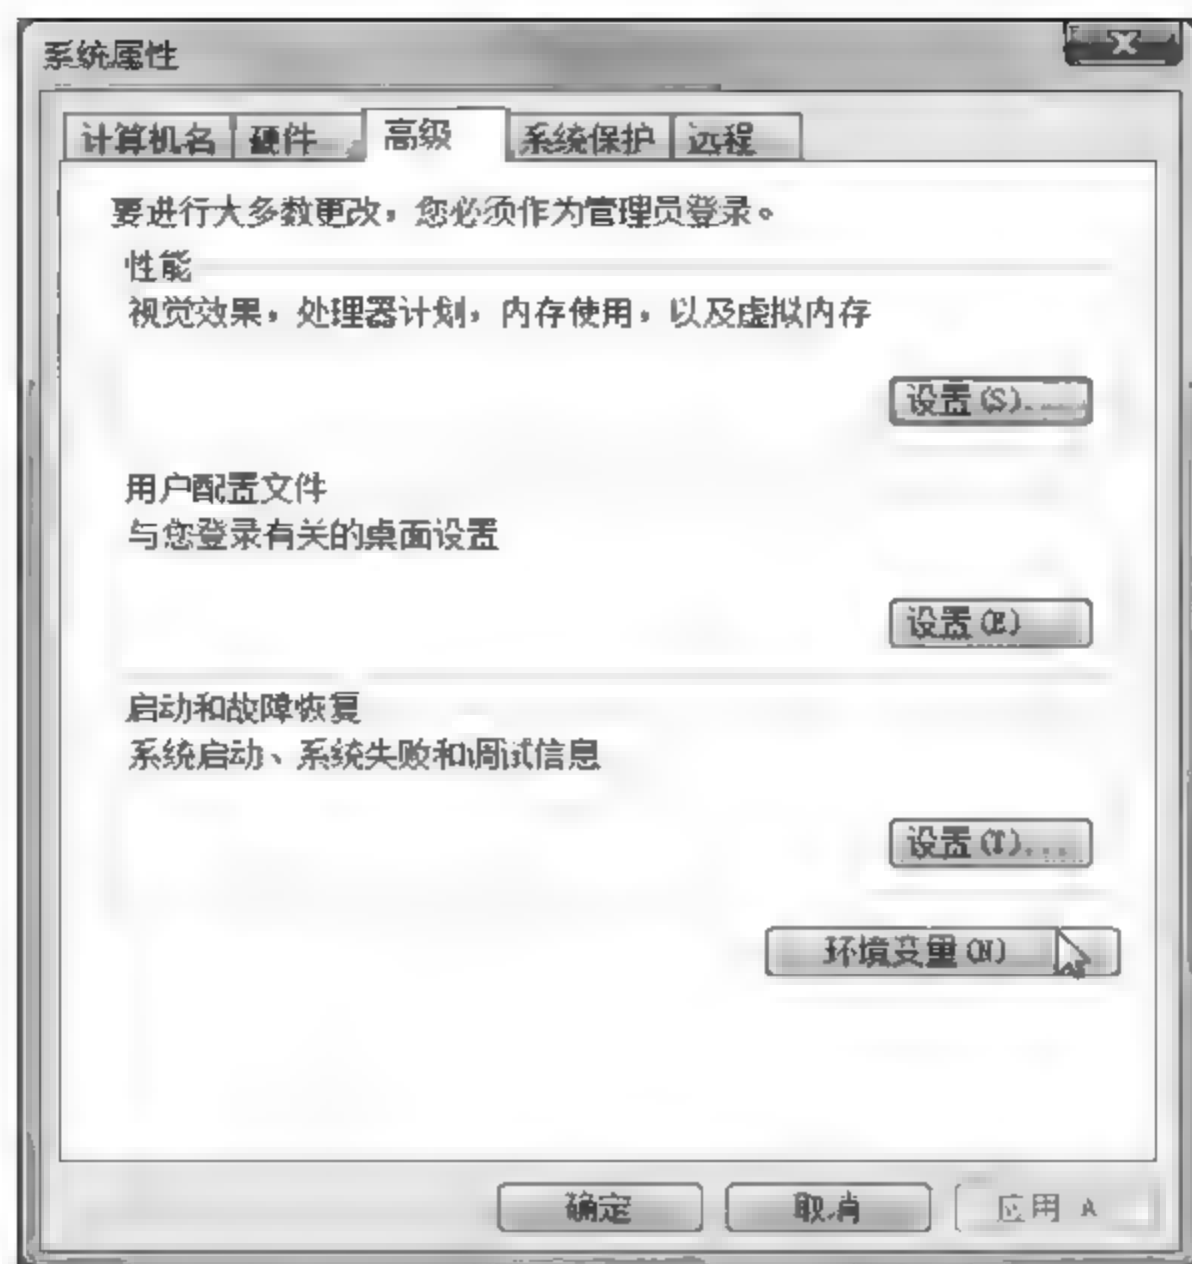 系统属性
计算机名 硬件 高级 系统保护 远程
要进行大多数更改，您必须作为管理员登录。
性能
视觉效果，处理器计划，内存使用，以及虚拟内存
设置(S)...
用户配置文件
与您登录有关的桌面设置
设置(E)
启动和故障恢复
系统启动、系统失败和调试信息
设置(T)...
环境变量(N)
确定 取消 应用 A